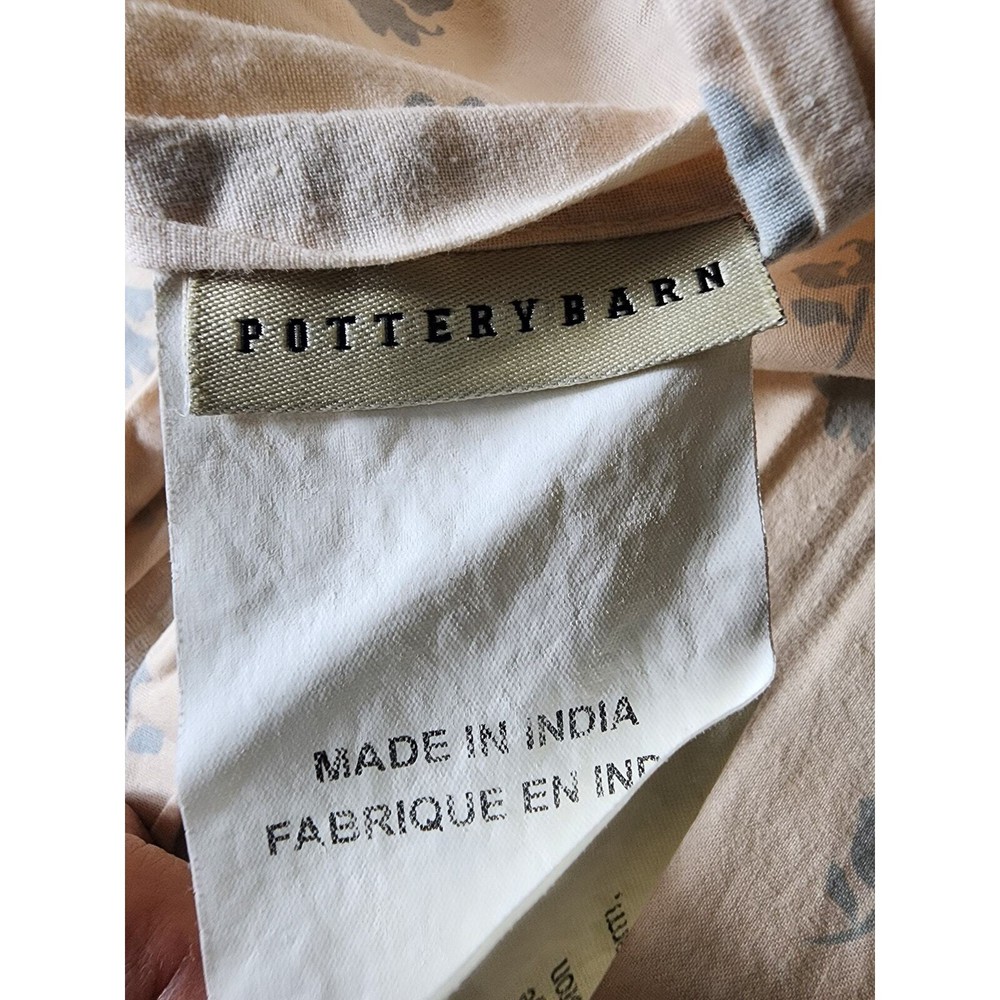 POTTERYBARN
MADE IN INDIA
FABRIQUE EN IND